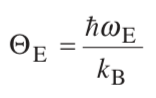 Θ_E = ħω_E / k_B